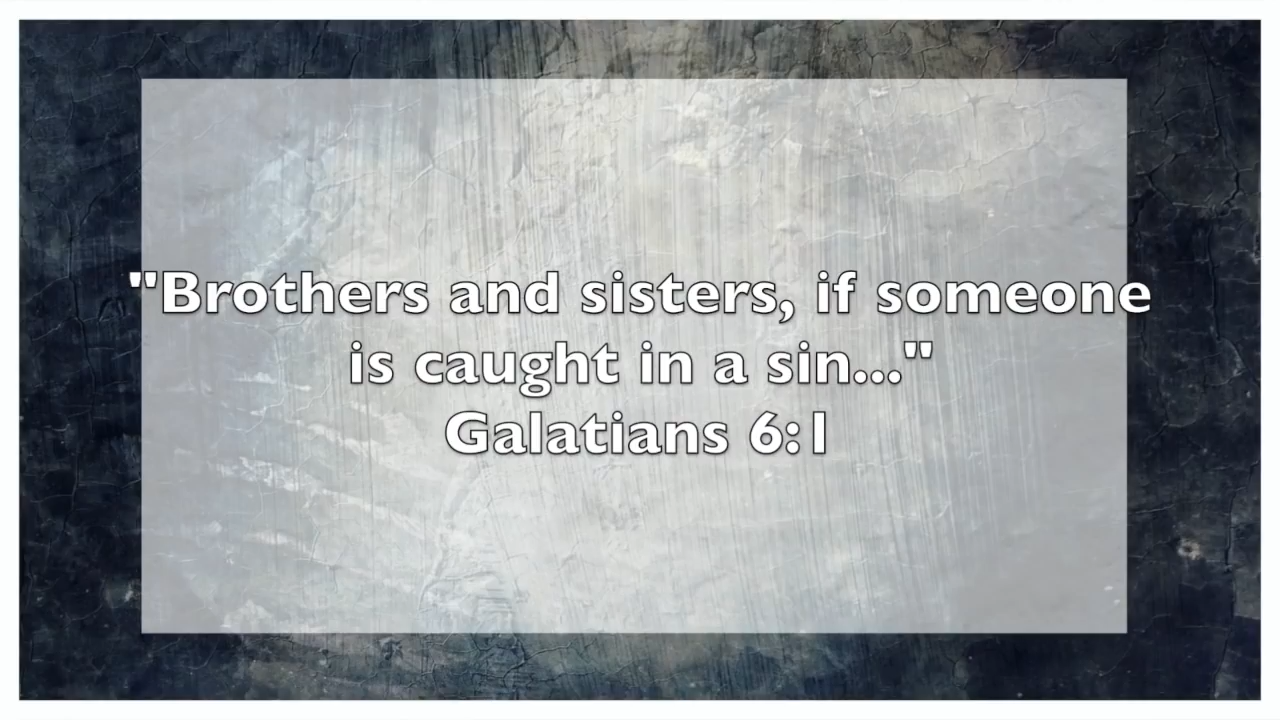 "Brothers and sisters, if someone
is caught in a sin..."
Galatians 6:1